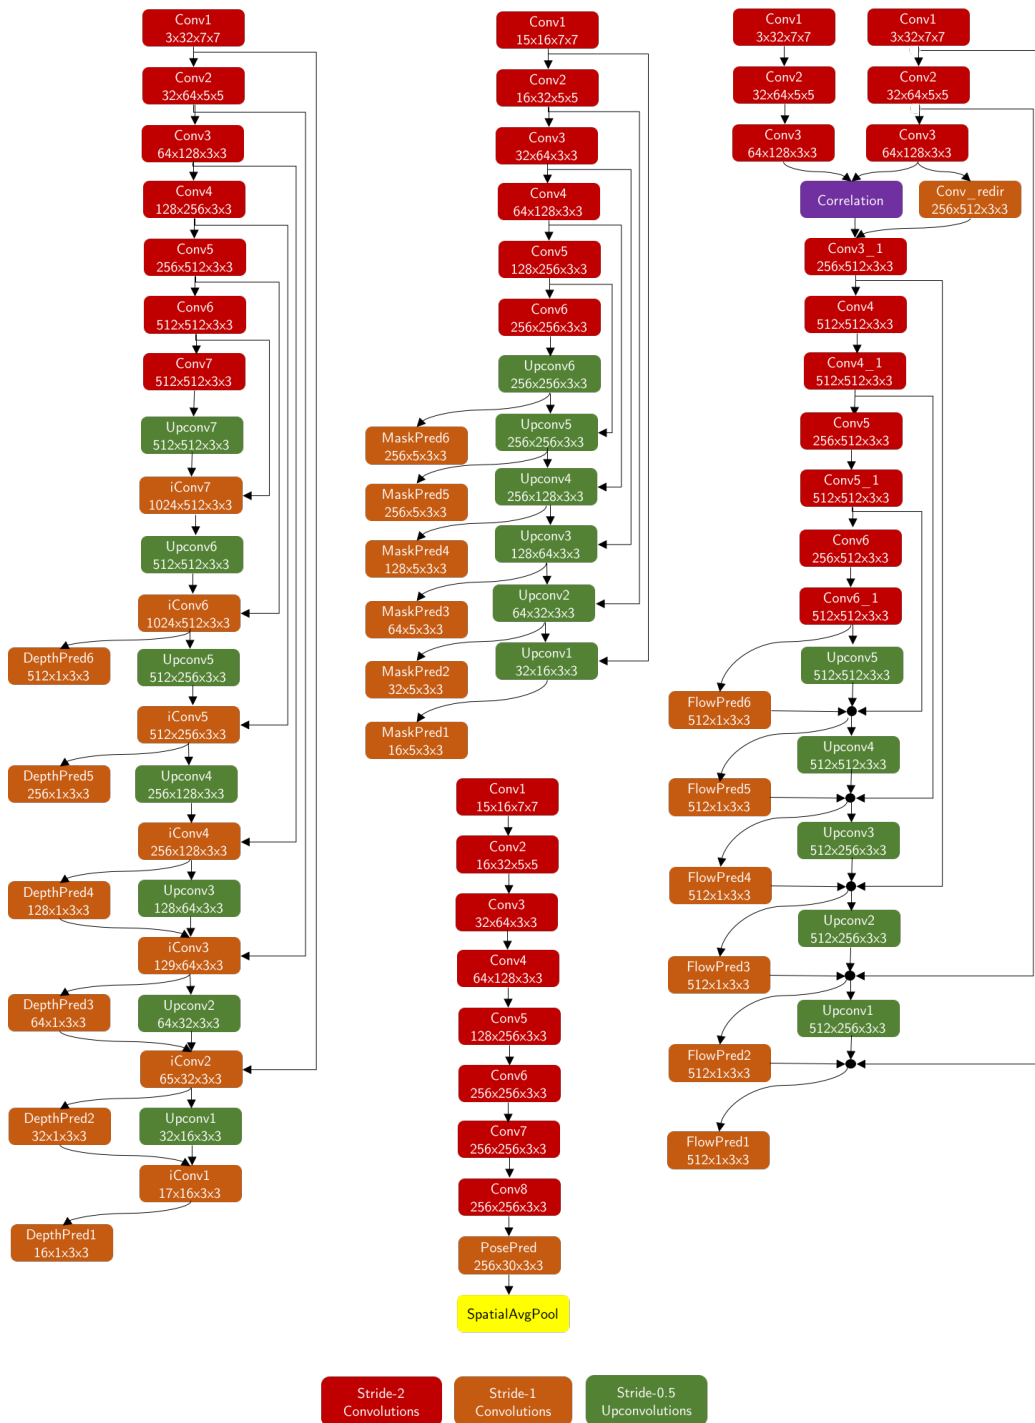 Conv1
3x32x7x7
Conv2
32x64x5x5
Conv3
64x128x3x3
Conv4
128x256x3x3
Conv5
256x512x3x3
Conv6
512x512x3x3
Conv7
512x512x3x3
Upconv7
512x512x3x3
iConv7
1024x512x3x3
Upconv6
512x512x3x3
iConv6
1024x512x3x3
DepthPred6
512x1x3x3
Upconv5
512x256x3x3
iConv5
512x256x3x3
DepthPred5
256x1x3x3
Upconv4
256x128x3x3
iConv4
256x128x3x3
DepthPred4
128x1x3x3
Upconv3
128x64x3x3
iConv3
129x64x3x3
DepthPred3
64x1x3x3
Upconv2
64x32x3x3
iConv2
65x32x3x3
DepthPred2
32x1x3x3
Upconv1
32x16x3x3
iConv1
17x16x3x3
DepthPred1
16x1x3x3
Conv1
15x16x7x7
Conv2
16x32x5x5
Conv3
32x64x3x3
Conv4
64x128x3x3
Conv5
128x256x3x3
Conv6
256x256x3x3
Upconv6
256x256x3x3
MaskPred6
256x5x3x3
Upconv5
256x256x3x3
MaskPred5
256x5x3x3
Upconv4
256x128x3x3
MaskPred4
128x5x3x3
Upconv3
128x64x3x3
MaskPred3
64x5x3x3
Upconv2
64x32x3x3
MaskPred2
32x5x3x3
Upconv1
32x16x3x3
MaskPred1
16x5x3x3
Conv1
15x16x7x7
Conv2
16x32x5x5
Conv3
32x64x3x3
Conv4
64x128x3x3
Conv5
128x256x3x3
Conv6
256x256x3x3
Conv7
256x256x3x3
Conv8
256x256x3x3
PosePred
256x30x3x3
SpatialAvgPool
Conv1
3x32x7x7
Conv2
32x64x5x5
Conv3
64x128x3x3
Conv1
3x32x7x7
Conv2
32x64x5x5
Conv3
64x128x3x3
Correlation
Conv_redir
256x512x3x3
Conv3_1
256x512x3x3
Conv4
512x512x3x3
Conv4_1
512x512x3x3
Conv5
256x512x3x3
Conv5_1
512x512x3x3
Conv6
256x512x3x3
Conv6_1
512x512x3x3
Upconv5
512x512x3x3
FlowPred6
512x1x3x3
Upconv4
512x512x3x3
FlowPred5
512x1x3x3
Upconv3
512x256x3x3
FlowPred4
512x1x3x3
Upconv2
512x256x3x3
FlowPred3
512x1x3x3
Upconv1
512x256x3x3
FlowPred2
512x1x3x3
FlowPred1
512x1x3x3
Stride-2
Convolutions
Stride-1
Convolutions
Stride-0.5
Upconvolutions